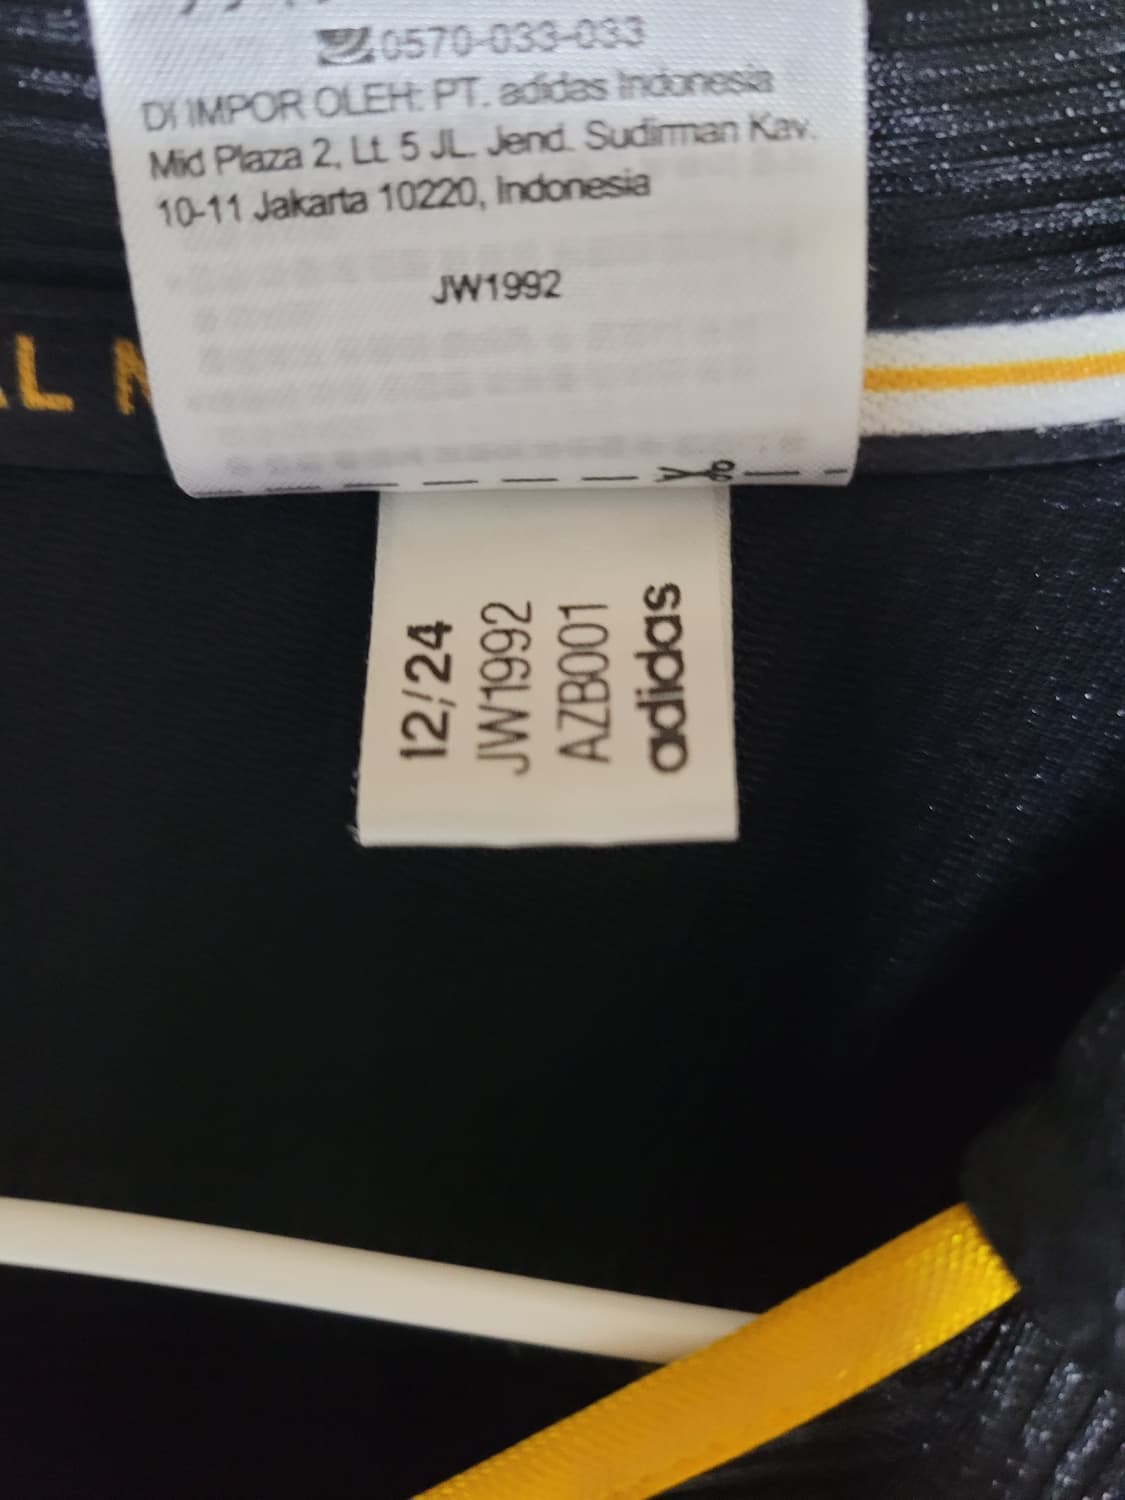 0570-033-033
DI IMPOR OLEH: PT. adidas Indonesia
Mid Plaza 2, Lt. 5 JL. Jend. Sudirman Kav.
10-11 Jakarta 10220, Indonesia
JW1992
12/24
JW1992
AZB001
adidas